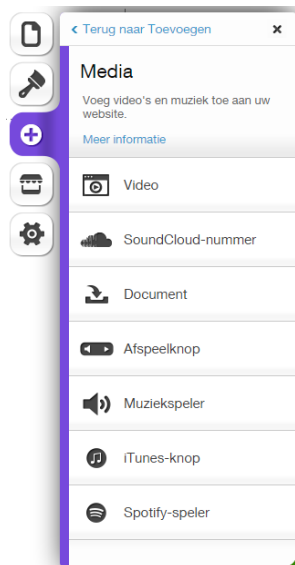 Terug naar Toevoegen
Media
Voeg video's en muziek toe aan uw
website.
Meer informatie
Video
SoundCloud-nummer
Document
Afspeelknop
Muziekspeler
iTunes-knop
Spotify-speler